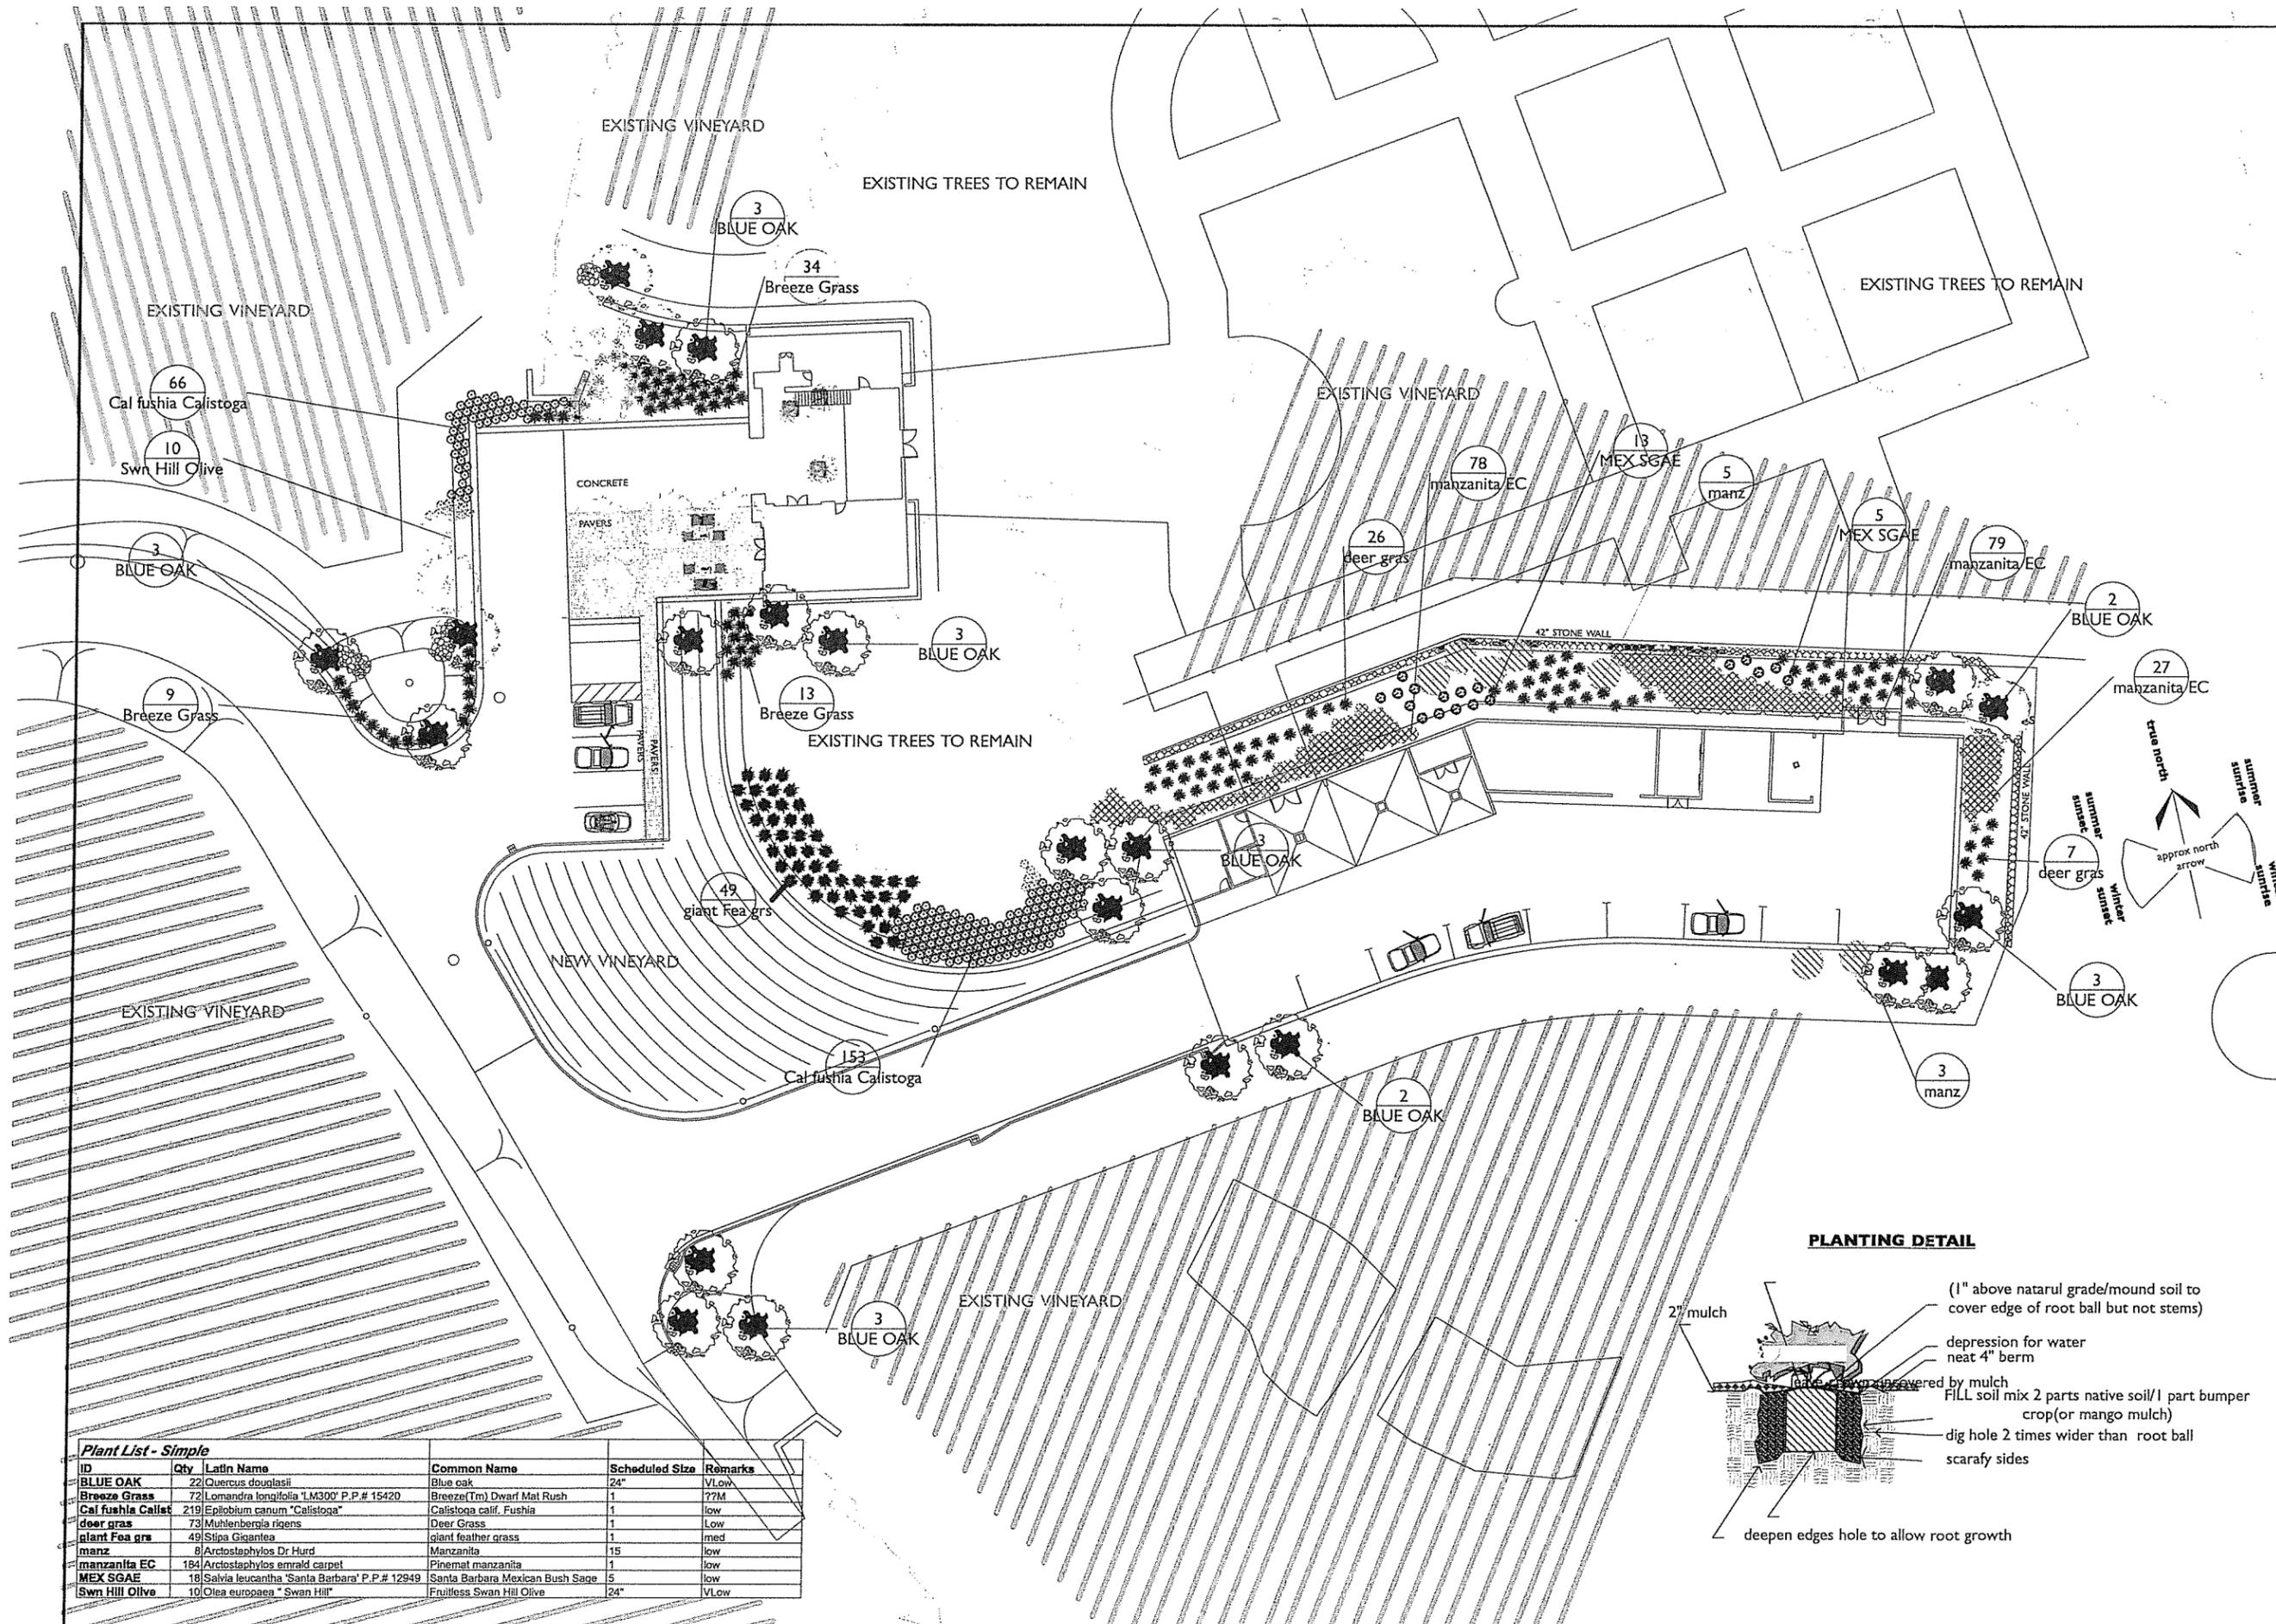 EXISTING VINEYARD
EXISTING TREES TO REMAIN
3
BLUE OAK
34
Breeze Grass
EXISTING VINEYARD
EXISTING TREES TO REMAIN
66
Cal fushia Calistoga
EXISTING VINEYARD
10
Swn Hill Olive
CONCRETE
PAVERS
13
MEX SGAE
78
manzanita EC
5
manz
5
MEX SGAE
26
deer gras
79
manzanita EC
3
BLUE OAK
2
BLUE OAK
3
BLUE OAK
42" STONE WALL
27
manzanita EC
9
Breeze Grass
13
Breeze Grass
EXISTING TREES TO REMAIN
PAVERS
PAVERS
true north
summer
sunrise
summer
sunset
42" STONE WALL
approx north
arrow
winter
sunset
sunrise
3
BLUE OAK
7
deer gras
49
giant Fea grs
NEW VINEYARD
EXISTING VINEYARD
3
BLUE OAK
153
Cal fushia Calistoga
2
BLUE OAK
3
manz
3
BLUE OAK
EXISTING VINEYARD
PLANTING DETAIL
(1" above natarul grade/mound soil to
cover edge of root ball but not stems)
2" mulch
depression for water
neat 4" berm
leave crown uncovered by mulch
FILL soil mix 2 parts native soil/1 part bumper
crop(or mango mulch)
dig hole 2 times wider than root ball
scarafy sides
deepen edges hole to allow root growth
Plant List - Simple
ID Qty Latin Name Common Name Scheduled Size Remarks
BLUE OAK 22 Quercus douglasii Blue oak 24" VLow
Breeze Grass 72 Lomandra longifolia 'LM300' P.P.# 15420 Breeze(Tm) Dwarf Mat Rush 1 ??M
Cal fushia Calist 219 Epilobium canum "Calistoga" Calistoga calif. Fushia 1 low
deer gras 73 Muhlenbergia rigens Deer Grass 1 Low
giant Fea grs 49 Stipa Gigantea giant feather grass 1 med
manz 8 Arctostaphylos Dr Hurd Manzanita 15 low
manzanita EC 184 Arctostaphylos emrald carpet Pinemat manzanita 1 low
MEX SGAE 18 Salvia leucantha 'Santa Barbara' P.P.# 12949 Santa Barbara Mexican Bush Sage 5 low
Swn Hill Olive 10 Olea europaea " Swan Hill" Fruitless Swan Hill Olive 24" VLow